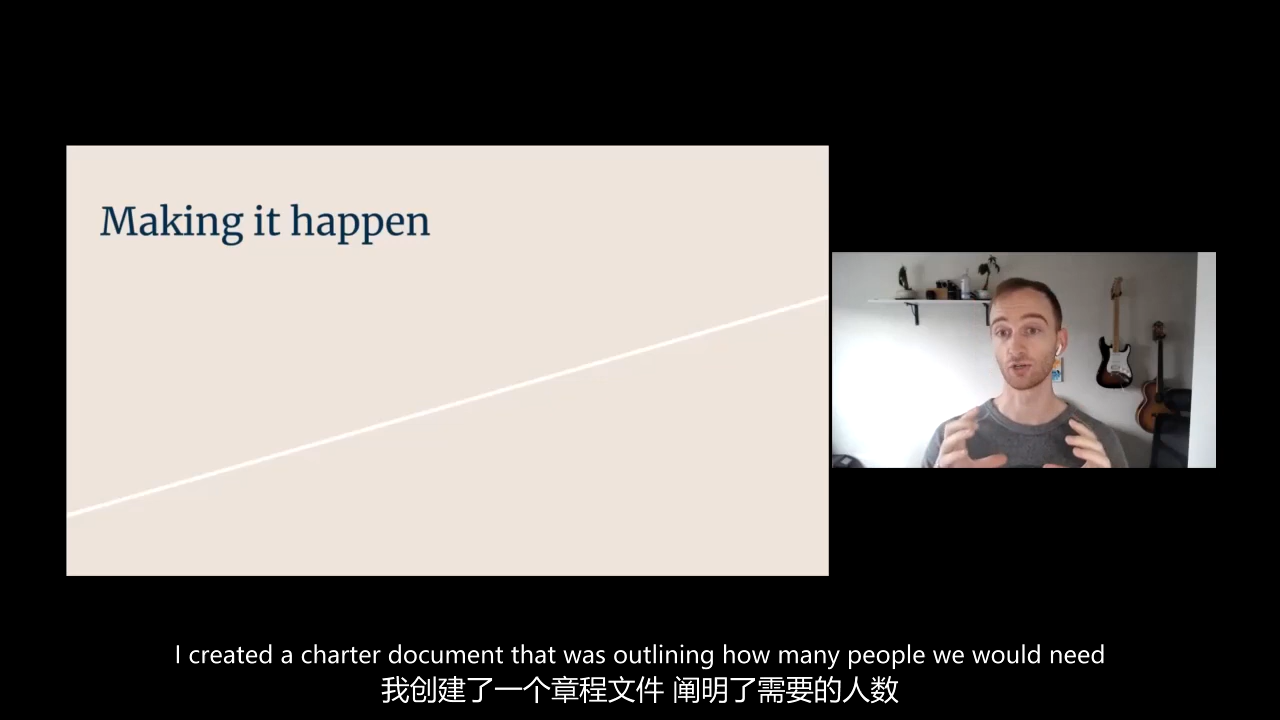 Making it happen
I created a charter document that was outlining how many people we would need
我创建了一个章程文件 阐明了需要的人数